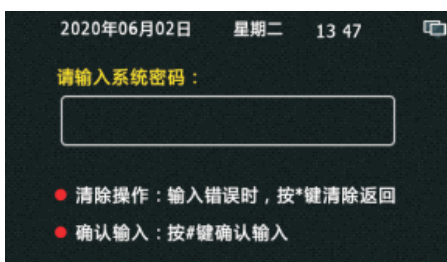 2020年06月02日 星期二 13 47
请输入系统密码：
清除操作：输入错误时，按*键清除返回
确认输入：按#键确认输入